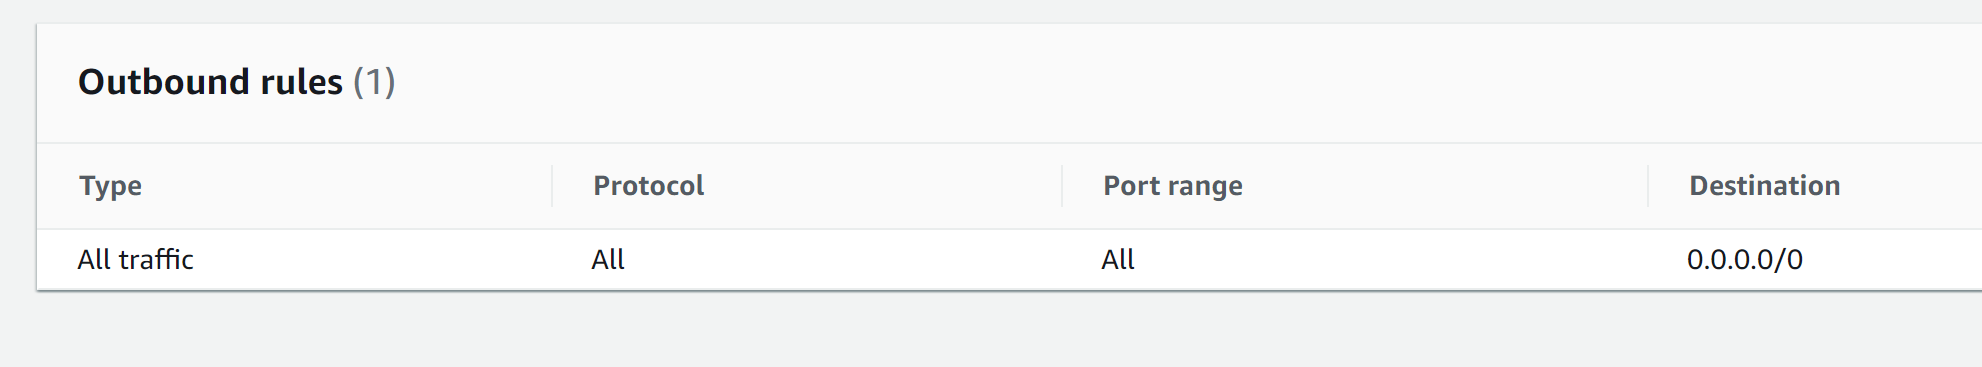 Outbound rules (1)
Type Protocol Port range Destination
All traffic All All 0.0.0.0/0